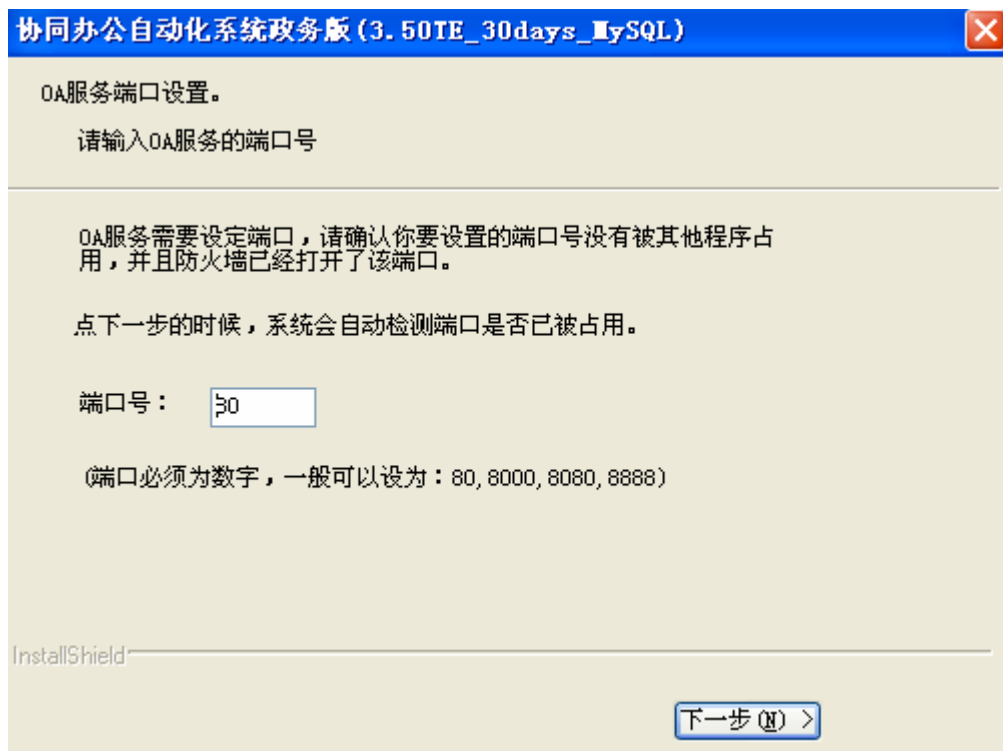 协同办公自动化系统政务版(3.50TE_30days_MySQL)
OA服务端口设置。
请输入OA服务的端口号
OA服务需要设定端口，请确认你要设置的端口号没有被其他程序占
用，并且防火墙已经打开了该端口。
点下一步的时候，系统会自动检测端口是否已被占用。
端口号： 80
(端口必须为数字，一般可以设为：80,8000,8080,8888)
InstallShield
下一步(N) >